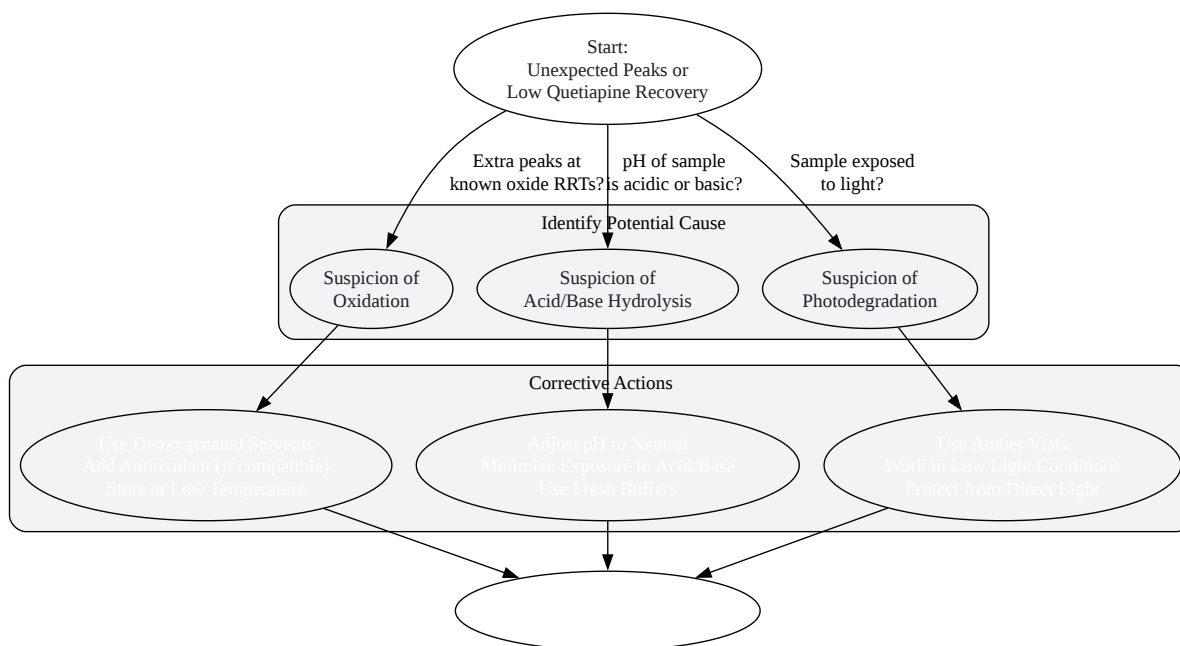 Start:
Unexpected Peaks or
Low Quetiapine Recovery
Extra peaks at
known oxide RRTs?
pH of sample
is acidic or basic?
Sample exposed
to light?
Identify Potential Cause
Suspicion of
Oxidation
Suspicion of
Acid/Base Hydrolysis
Suspicion of
Photodegradation
Corrective Actions
Use Deoxygenated Solvents
Add Antioxidant (if compatible)
Store at Low Temperature
Adjust pH to Neutral
Minimize Exposure to Acid/Base
Use Fresh Buffers
Use Amber Vials
Work in Low Light Conditions
Protect from Direct Light